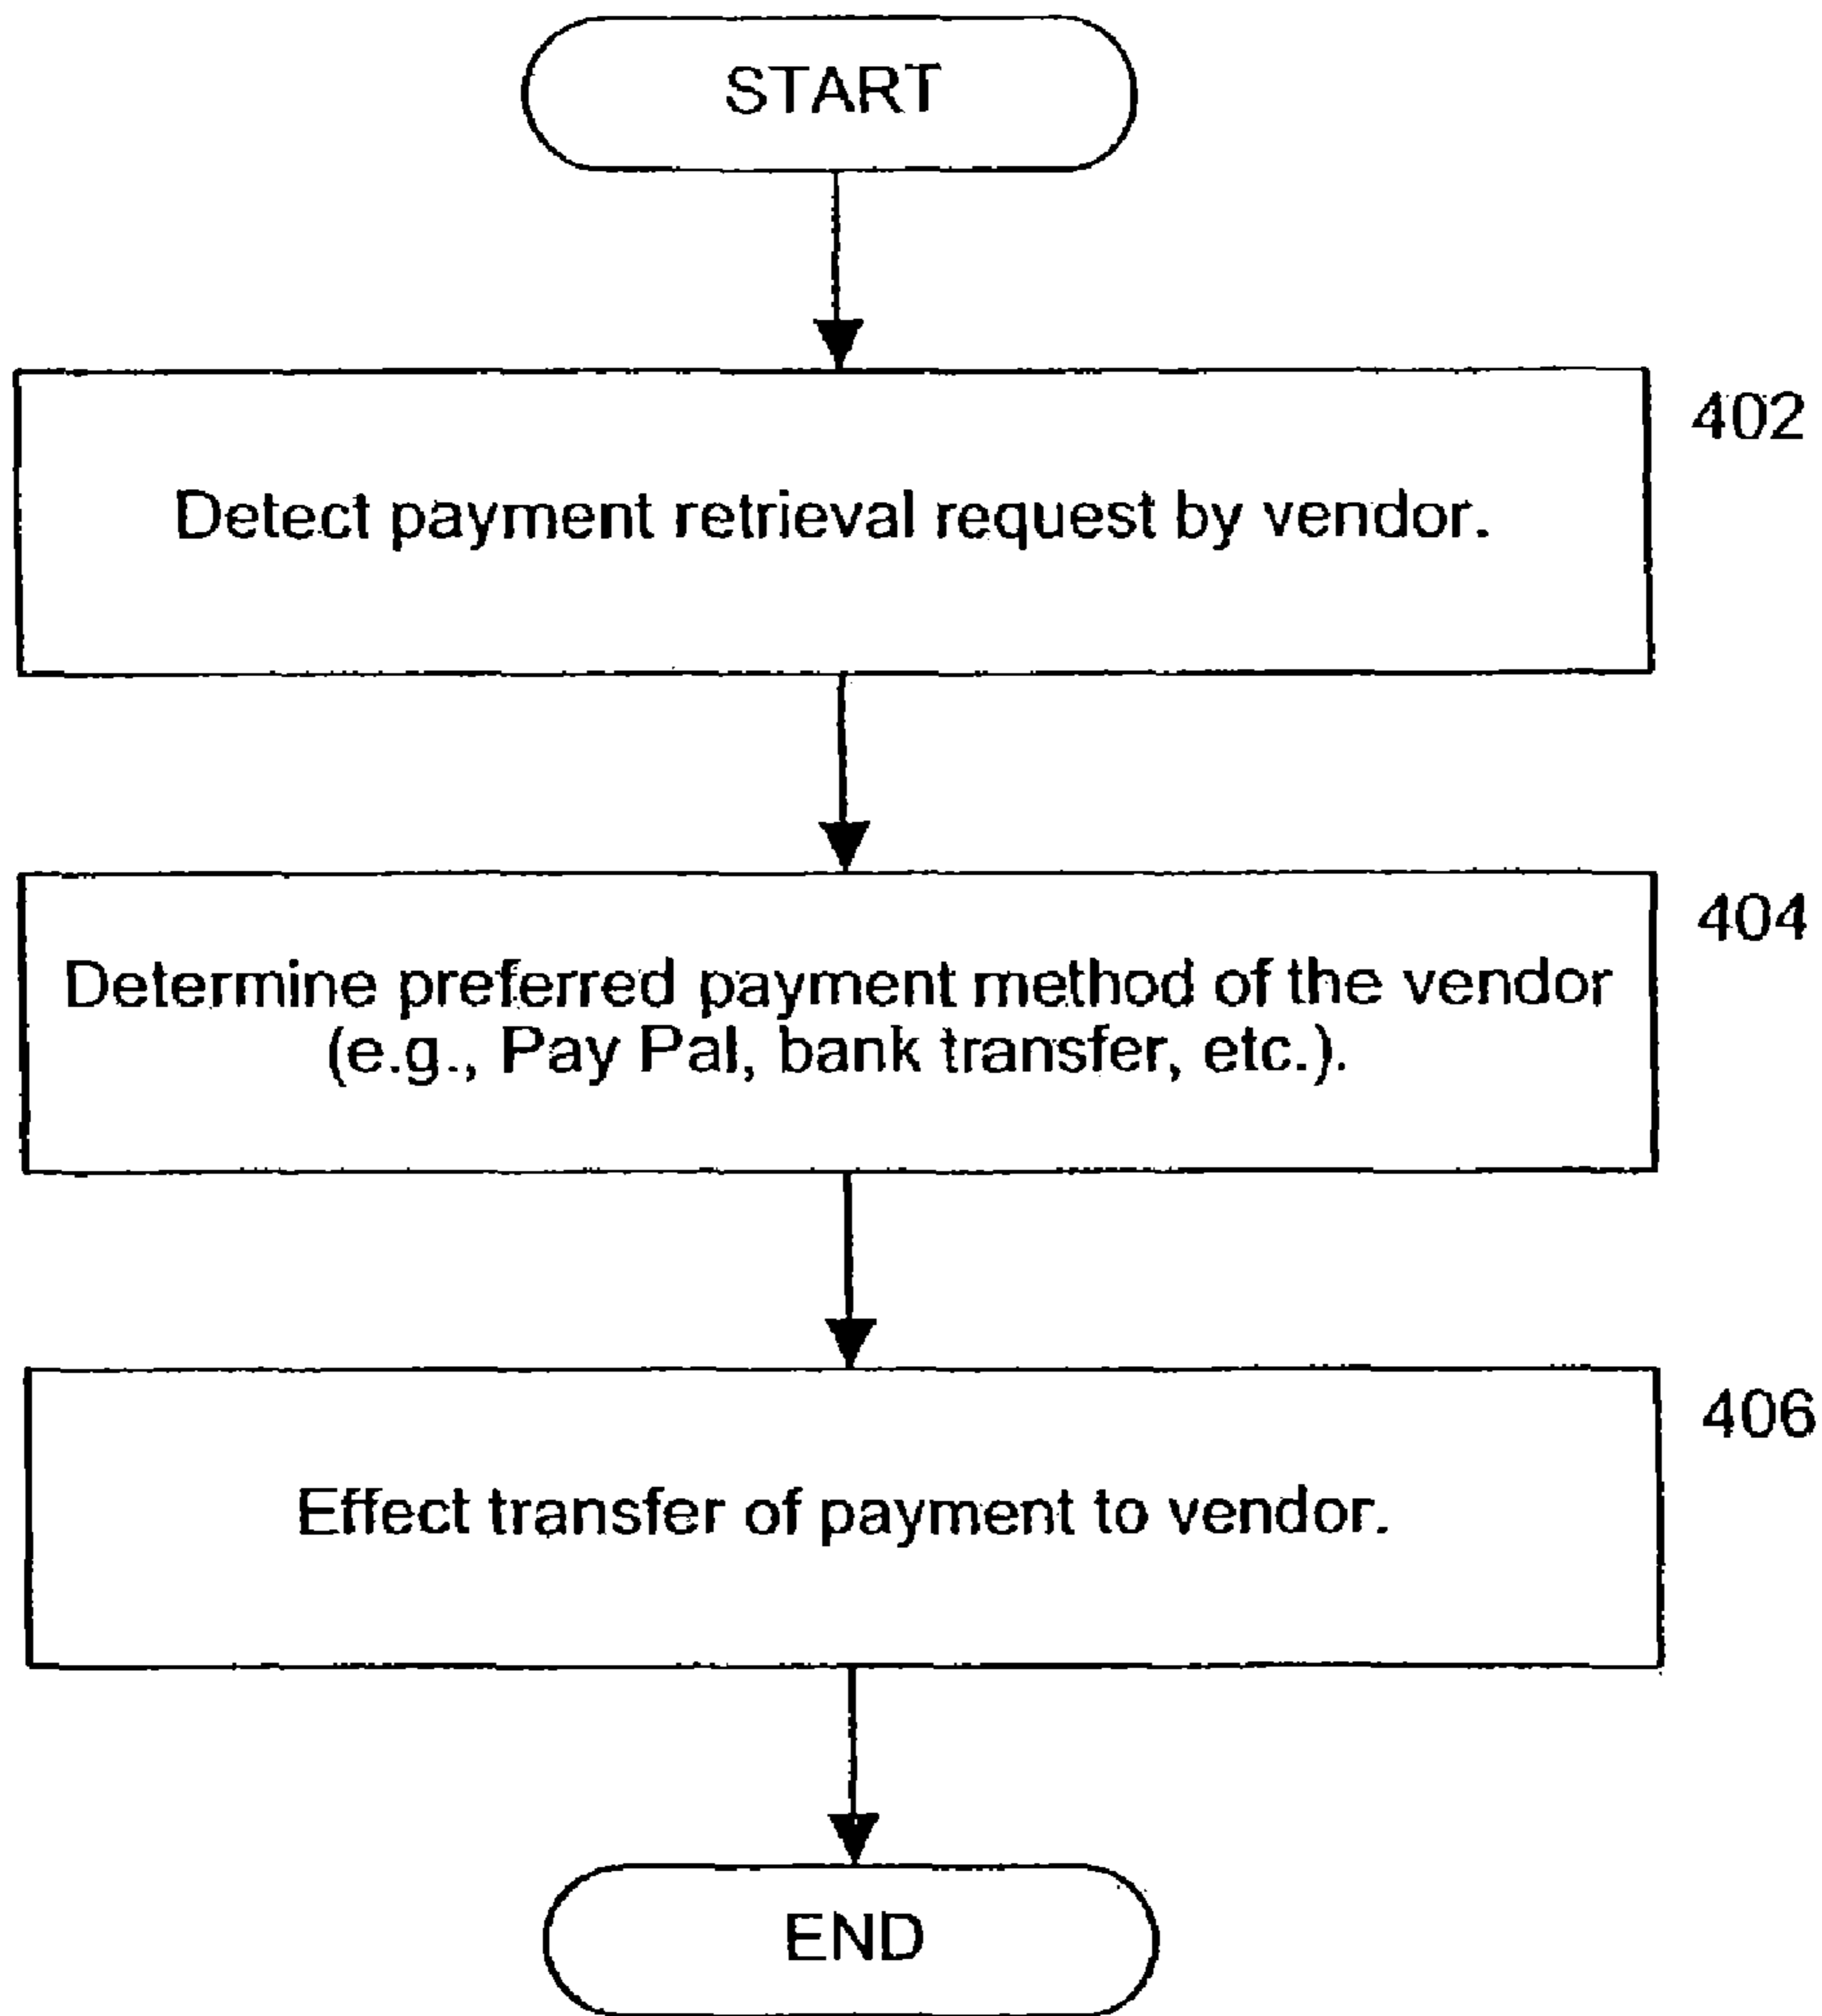 START
402
Detect payment retrieval request by vendor.
404
Determine preferred payment method of the vendor
(e.g., Pay Pal, bank transfer, etc.).
406
Effect transfer of payment to vendor.
END